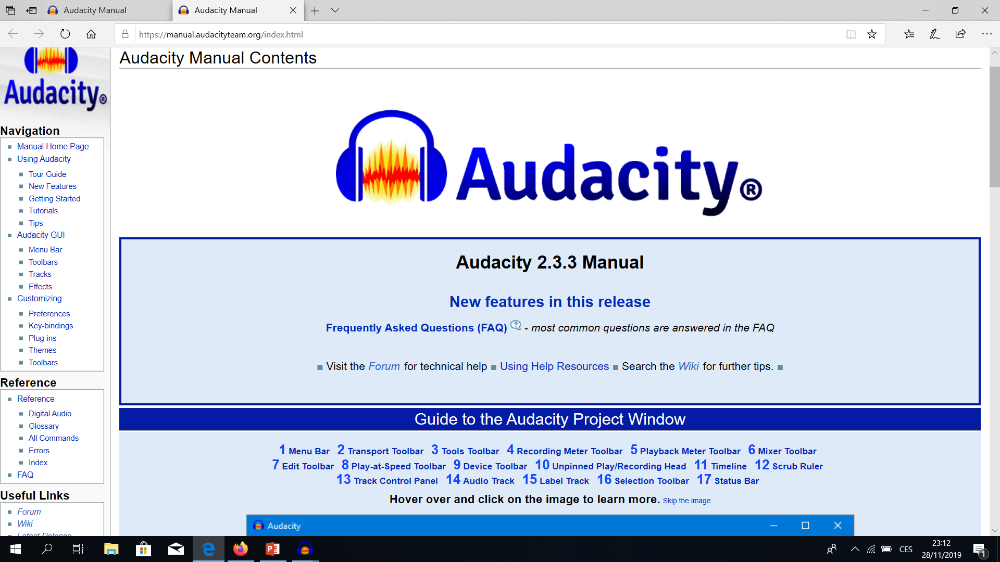 Audacity Manual
Audacity Manual
https://manual.audacityteam.org/index.html
Audacity®
Navigation
Manual Home Page
Using Audacity
Tour Guide
New Features
Getting Started
Tutorials
Tips
Audacity GUI
Menu Bar
Toolbars
Tracks
Effects
Customizing
Preferences
Key-bindings
Plug-ins
Themes
Toolbars
Reference
Reference
Digital Audio
Glossary
All Commands
Errors
Index
FAQ
Useful Links
Forum
Wiki
Latest Release
Audacity Manual Contents
Audacity®
Audacity 2.3.3 Manual
New features in this release
Frequently Asked Questions (FAQ) - most common questions are answered in the FAQ
Visit the Forum for technical help ■ Using Help Resources ■ Search the Wiki for further tips.
Guide to the Audacity Project Window
1 Menu Bar 2 Transport Toolbar 3 Tools Toolbar 4 Recording Meter Toolbar 5 Playback Meter Toolbar 6 Mixer Toolbar
7 Edit Toolbar 8 Play-at-Speed Toolbar 9 Device Toolbar 10 Unpinned Play/Recording Head 11 Timeline 12 Scrub Ruler
13 Track Control Panel 14 Audio Track 15 Label Track 16 Selection Toolbar 17 Status Bar
Hover over and click on the image to learn more. Skip the image
Audacity
CES
23:12
28/11/2019
1